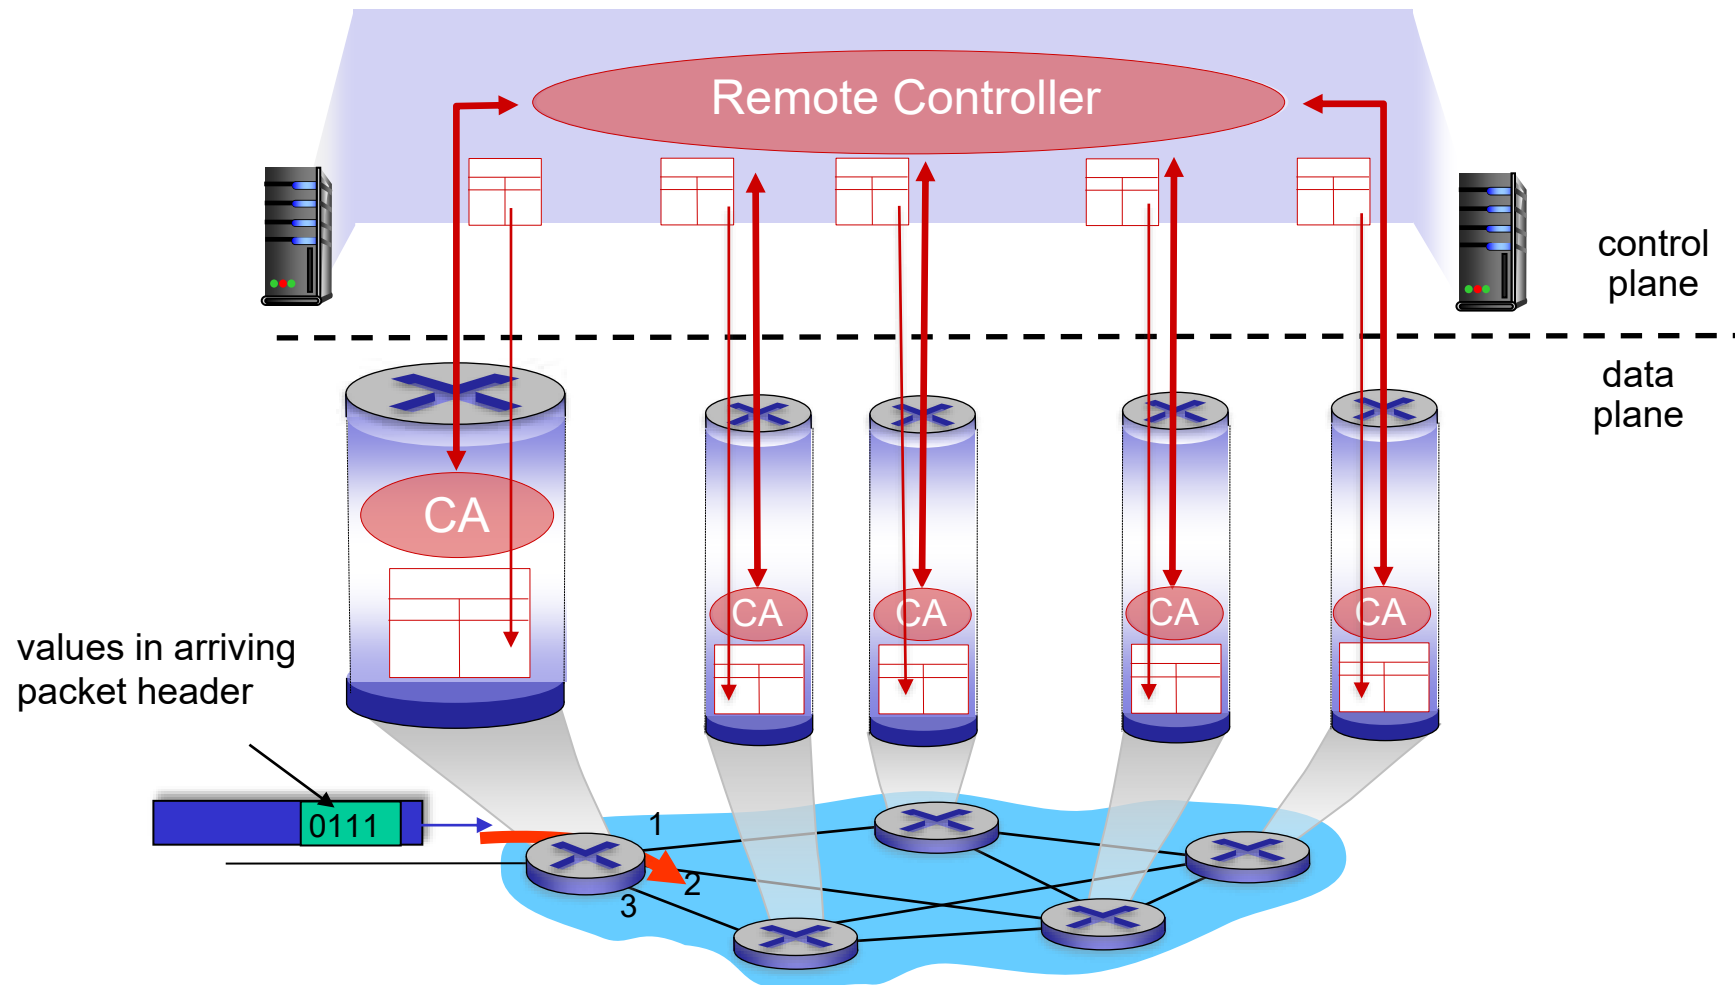 Remote Controller
control
plane
data
plane
CA
CA
CA
CA
CA
values in arriving
packet header
0111
1
2
3